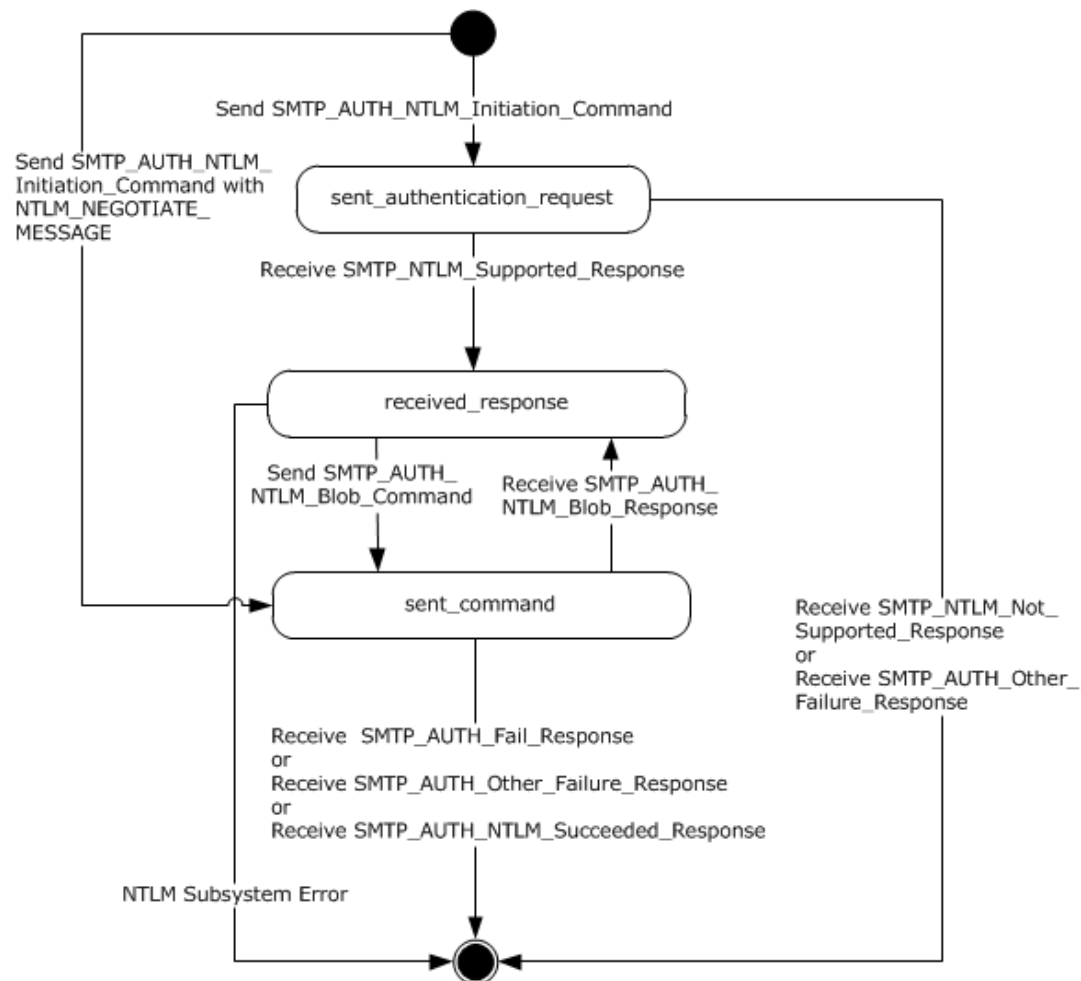 Send SMTP_AUTH_NTLM_Initiation_Command
Send SMTP_AUTH_NTLM_
Initiation_Command with
NTLM_NEGOTIATE_
MESSAGE
sent_authentication_request
Receive SMTP_NTLM_Supported_Response
received_response
Send SMTP_AUTH_
NTLM_Blob_Command
Receive SMTP_AUTH_
NTLM_Blob_Response
sent_command
Receive SMTP_NTLM_Not_
Supported_Response
or
Receive SMTP_AUTH_Other_
Failure_Response
Receive SMTP_AUTH_Fail_Response
or
Receive SMTP_AUTH_Other_Failure_Response
or
Receive SMTP_AUTH_NTLM_Succeeded_Response
NTLM Subsystem Error